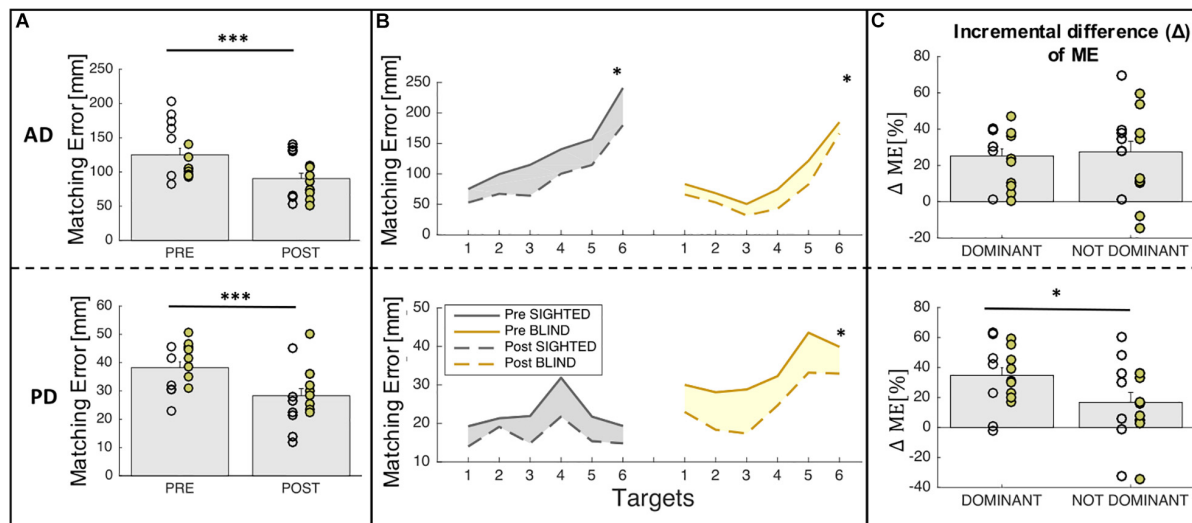 A
B
C
AD
***
Matching Error [mm]
250
200
150
100
50
0
PRE
POST
Matching Error [mm]
250
200
150
100
50
0
*
*
1 2 3 4 5 6
1 2 3 4 5 6
Incremental difference (Δ)
of ME
Δ ME[%]
80
60
40
20
0
-20
DOMINANT
NOT DOMINANT
PD
***
Matching Error [mm]
60
50
40
30
20
10
0
PRE
POST
Matching Error [mm]
50
40
30
20
10
Pre SIGHTED
Pre BLIND
Post SIGHTED
Post BLIND
*
1 2 3 4 5 6
1 2 3 4 5 6
Targets
*
Δ ME[%]
80
60
40
20
0
-20
-40
DOMINANT
NOT DOMINANT